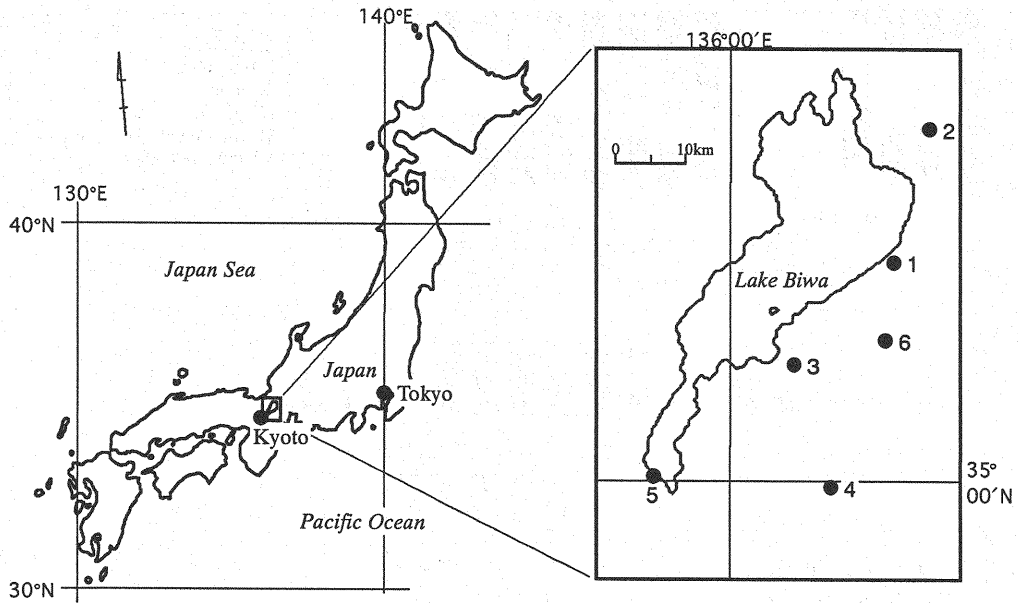 140°E
130°E
40°N
Japan Sea
Japan
Tokyo
Kyoto
Pacific Ocean
30°N
136°00′E
0 10km
2
Lake Biwa
1
6
3
5
4
35°
00′N